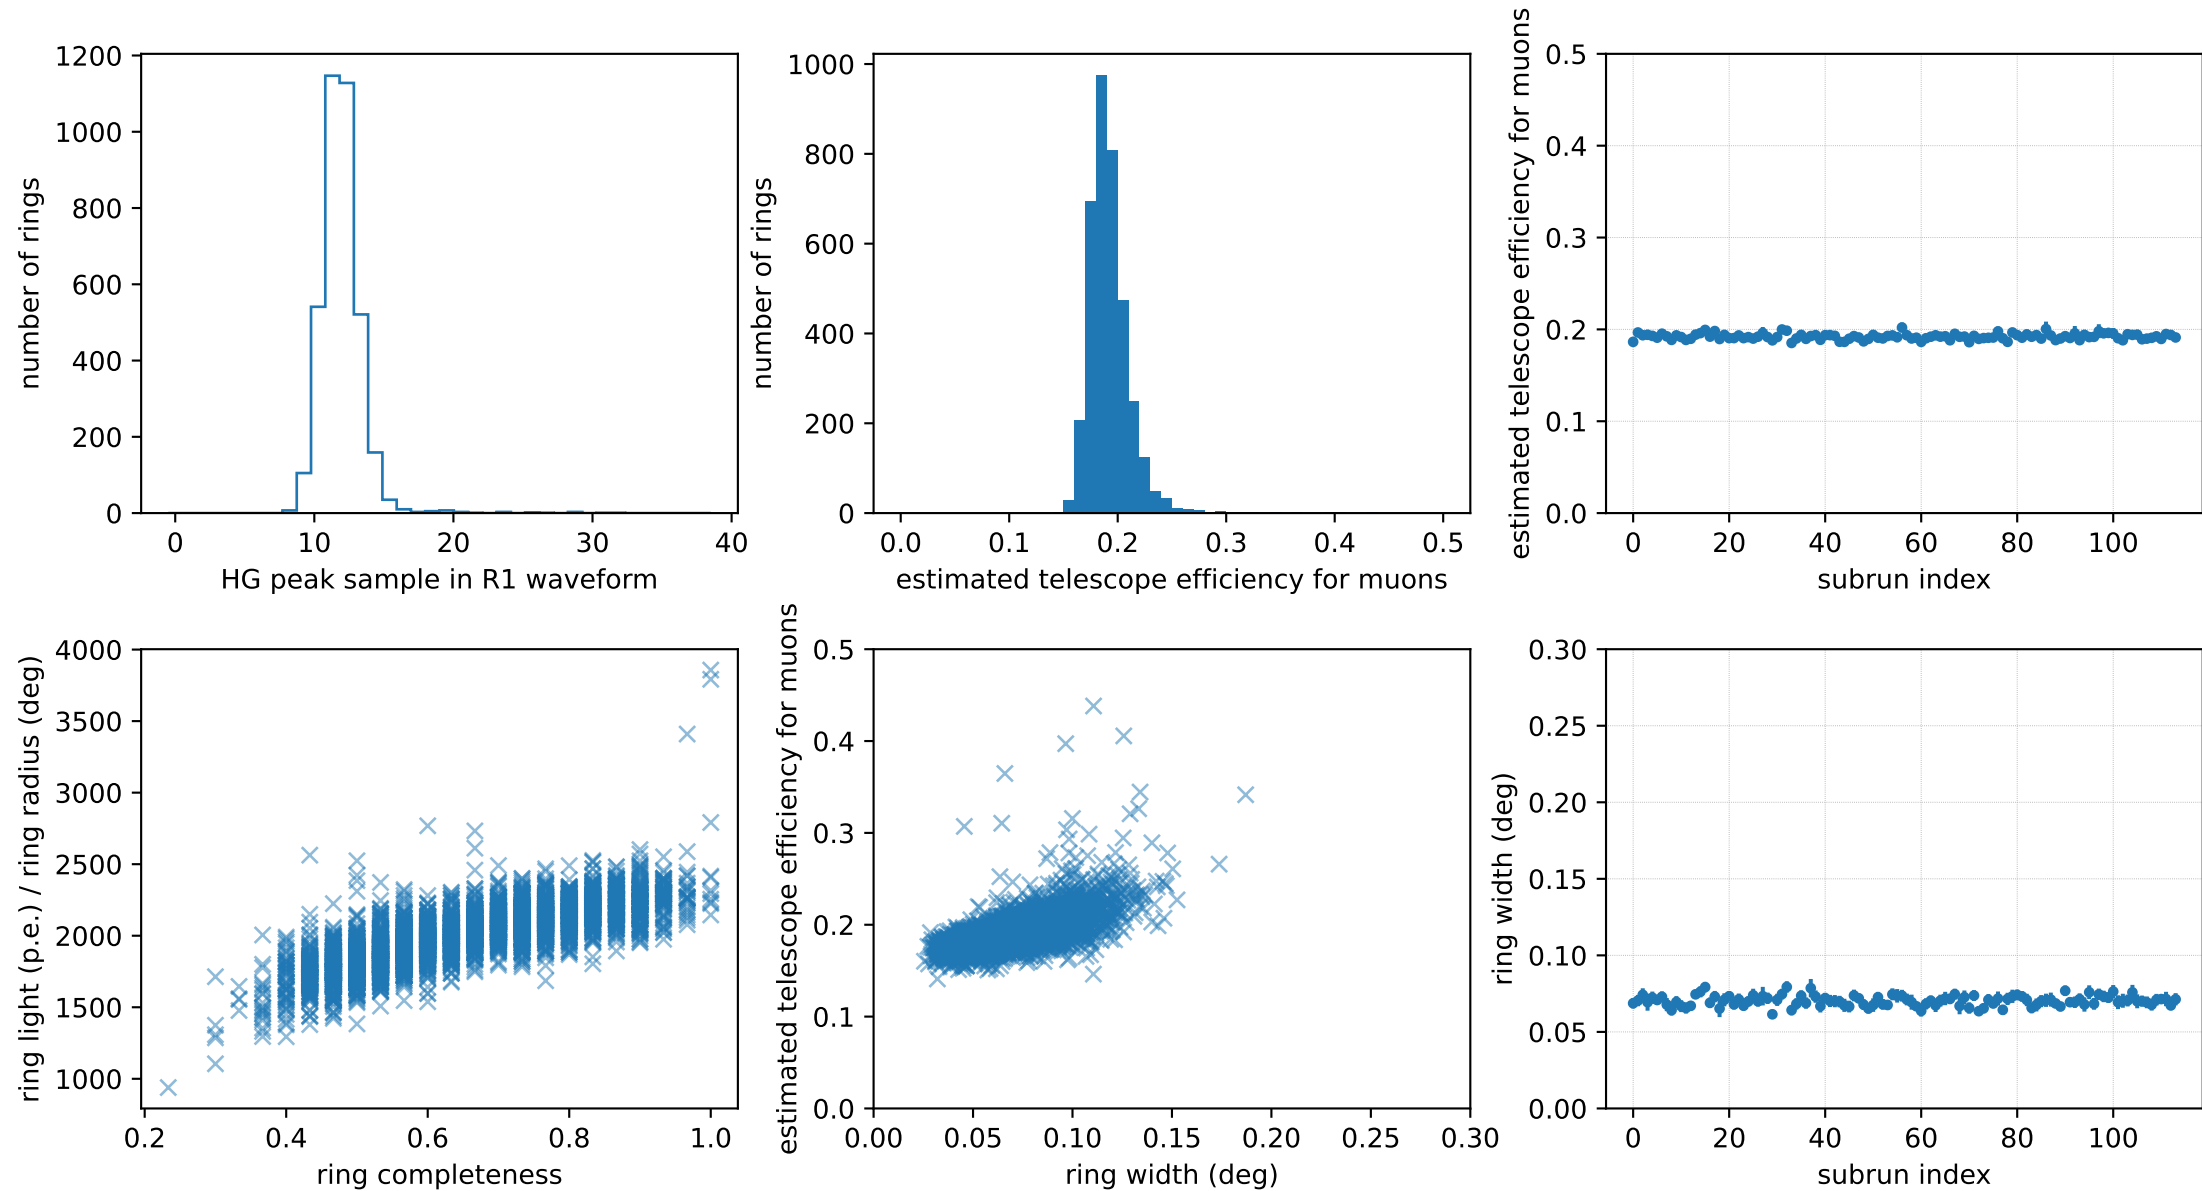 1200
1000
800
600
400
200
0
number of rings
0 10 20 30 40
HG peak sample in R1 waveform
1000
800
600
400
200
0
number of rings
0.0 0.1 0.2 0.3 0.4 0.5
estimated telescope efficiency for muons
0.5
0.4
0.3
0.2
0.1
0.0
estimated telescope efficiency for muons
0 20 40 60 80 100
subrun index
4000
3500
3000
2500
2000
1500
1000
ring light (p.e.) / ring radius (deg)
0.2 0.4 0.6 0.8 1.0
ring completeness
0.5
0.4
0.3
0.2
0.1
0.0
estimated telescope efficiency for muons
0.00 0.05 0.10 0.15 0.20 0.25 0.30
ring width (deg)
0.30
0.25
0.20
0.15
0.10
0.05
0.00
ring width (deg)
0 20 40 60 80 100
subrun index